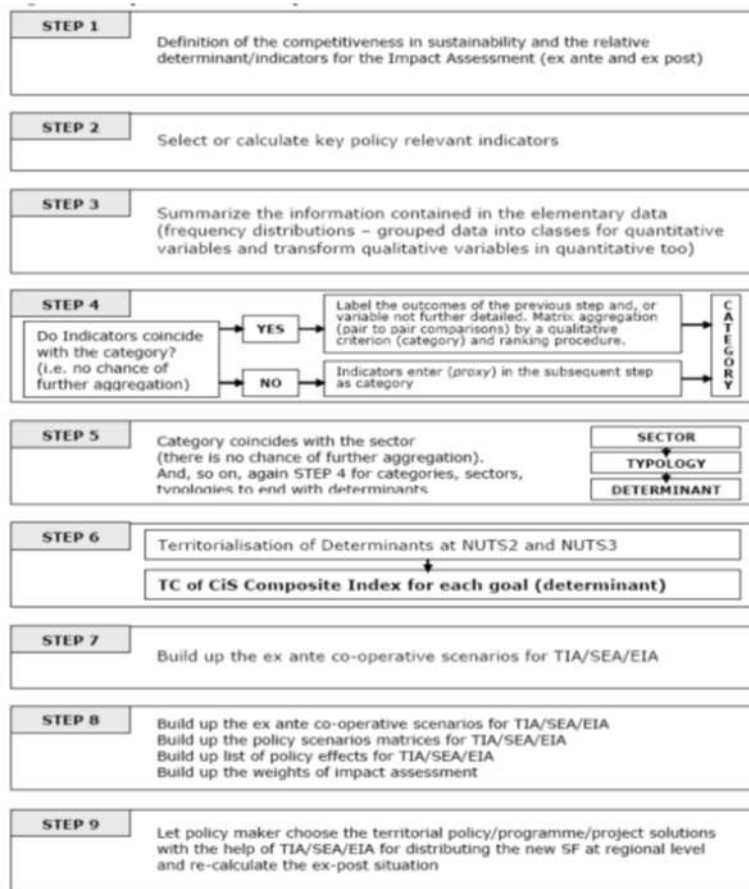 STEP 1
Definition of the competitiveness in sustainability and the relative
determinant/indicators for the Impact Assessment (ex ante and ex post)
STEP 2
Select or calculate key policy relevant indicators
STEP 3
Summarize the information contained in the elementary data
(frequency distributions – grouped data into classes for quantitative
variables and transform qualitative variables in quantitative too)
STEP 4
Do Indicators coincide
with the category?
(i.e. no chance of
further aggregation)
YES
Label the outcomes of the previous step and, or
variable not further detailed. Matrix aggregation
(pair to pair comparisons) by a qualitative
criterion (category) and ranking procedure.
NO
Indicators enter (proxy) in the subsequent step
as category
CATEGORY
STEP 5
Category coincides with the sector
(there is no chance of further aggregation).
And, so on, again STEP 4 for categories, sectors,
typologies to end with determinants
SECTOR
TYPOLOGY
DETERMINANT
STEP 6
Territorialisation of Determinants at NUTS2 and NUTS3
TC of CiS Composite Index for each goal (determinant)
STEP 7
Build up the ex ante co-operative scenarios for TIA/SEA/EIA
STEP 8
Build up the ex ante co-operative scenarios for TIA/SEA/EIA
Build up the policy scenarios matrices for TIA/SEA/EIA
Build up list of policy effects for TIA/SEA/EIA
Build up the weights of impact assessment
STEP 9
Let policy maker choose the territorial policy/programme/project solutions
with the help of TIA/SEA/EIA for distributing the new SF at regional level
and re-calculate the ex-post situation